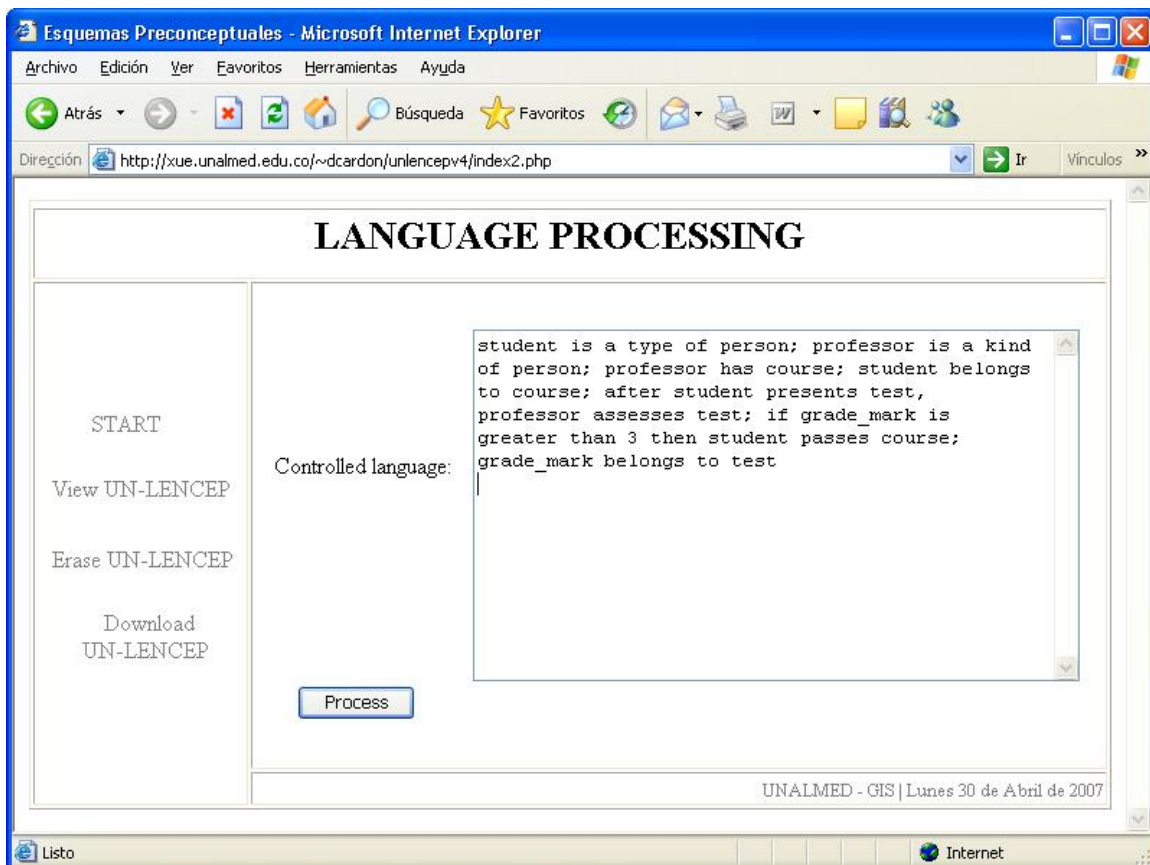 Esquemas Preconceptuales - Microsoft Internet Explorer
Archivo Edición Ver Favoritos Herramientas Ayuda
Atrás Búsqueda Favoritos
Dirección http://xue.unalmed.edu.co/~dcardon/unlencepv4/index2.php Ir Vínculos »
LANGUAGE PROCESSING
START
View UN-LENCEP
Erase UN-LENCEP
Download
UN-LENCEP
Controlled language:
student is a type of person; professor is a kind
of person; professor has course; student belongs
to course; after student presents test,
professor assesses test; if grade_mark is
greater than 3 then student passes course;
grade_mark belongs to test
Process
UNALMED - GIS | Lunes 30 de Abril de 2007
Listo Internet